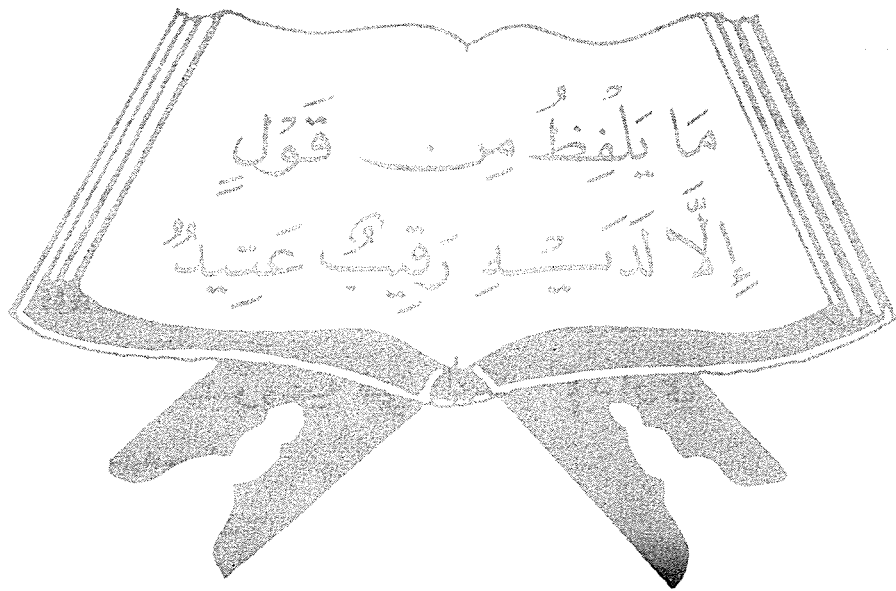 مَا يَلْفِظُ مِن قَوْلٍ
إِلَّا لَدَيْهِ رَقِيبٌ عَتِيدٌ